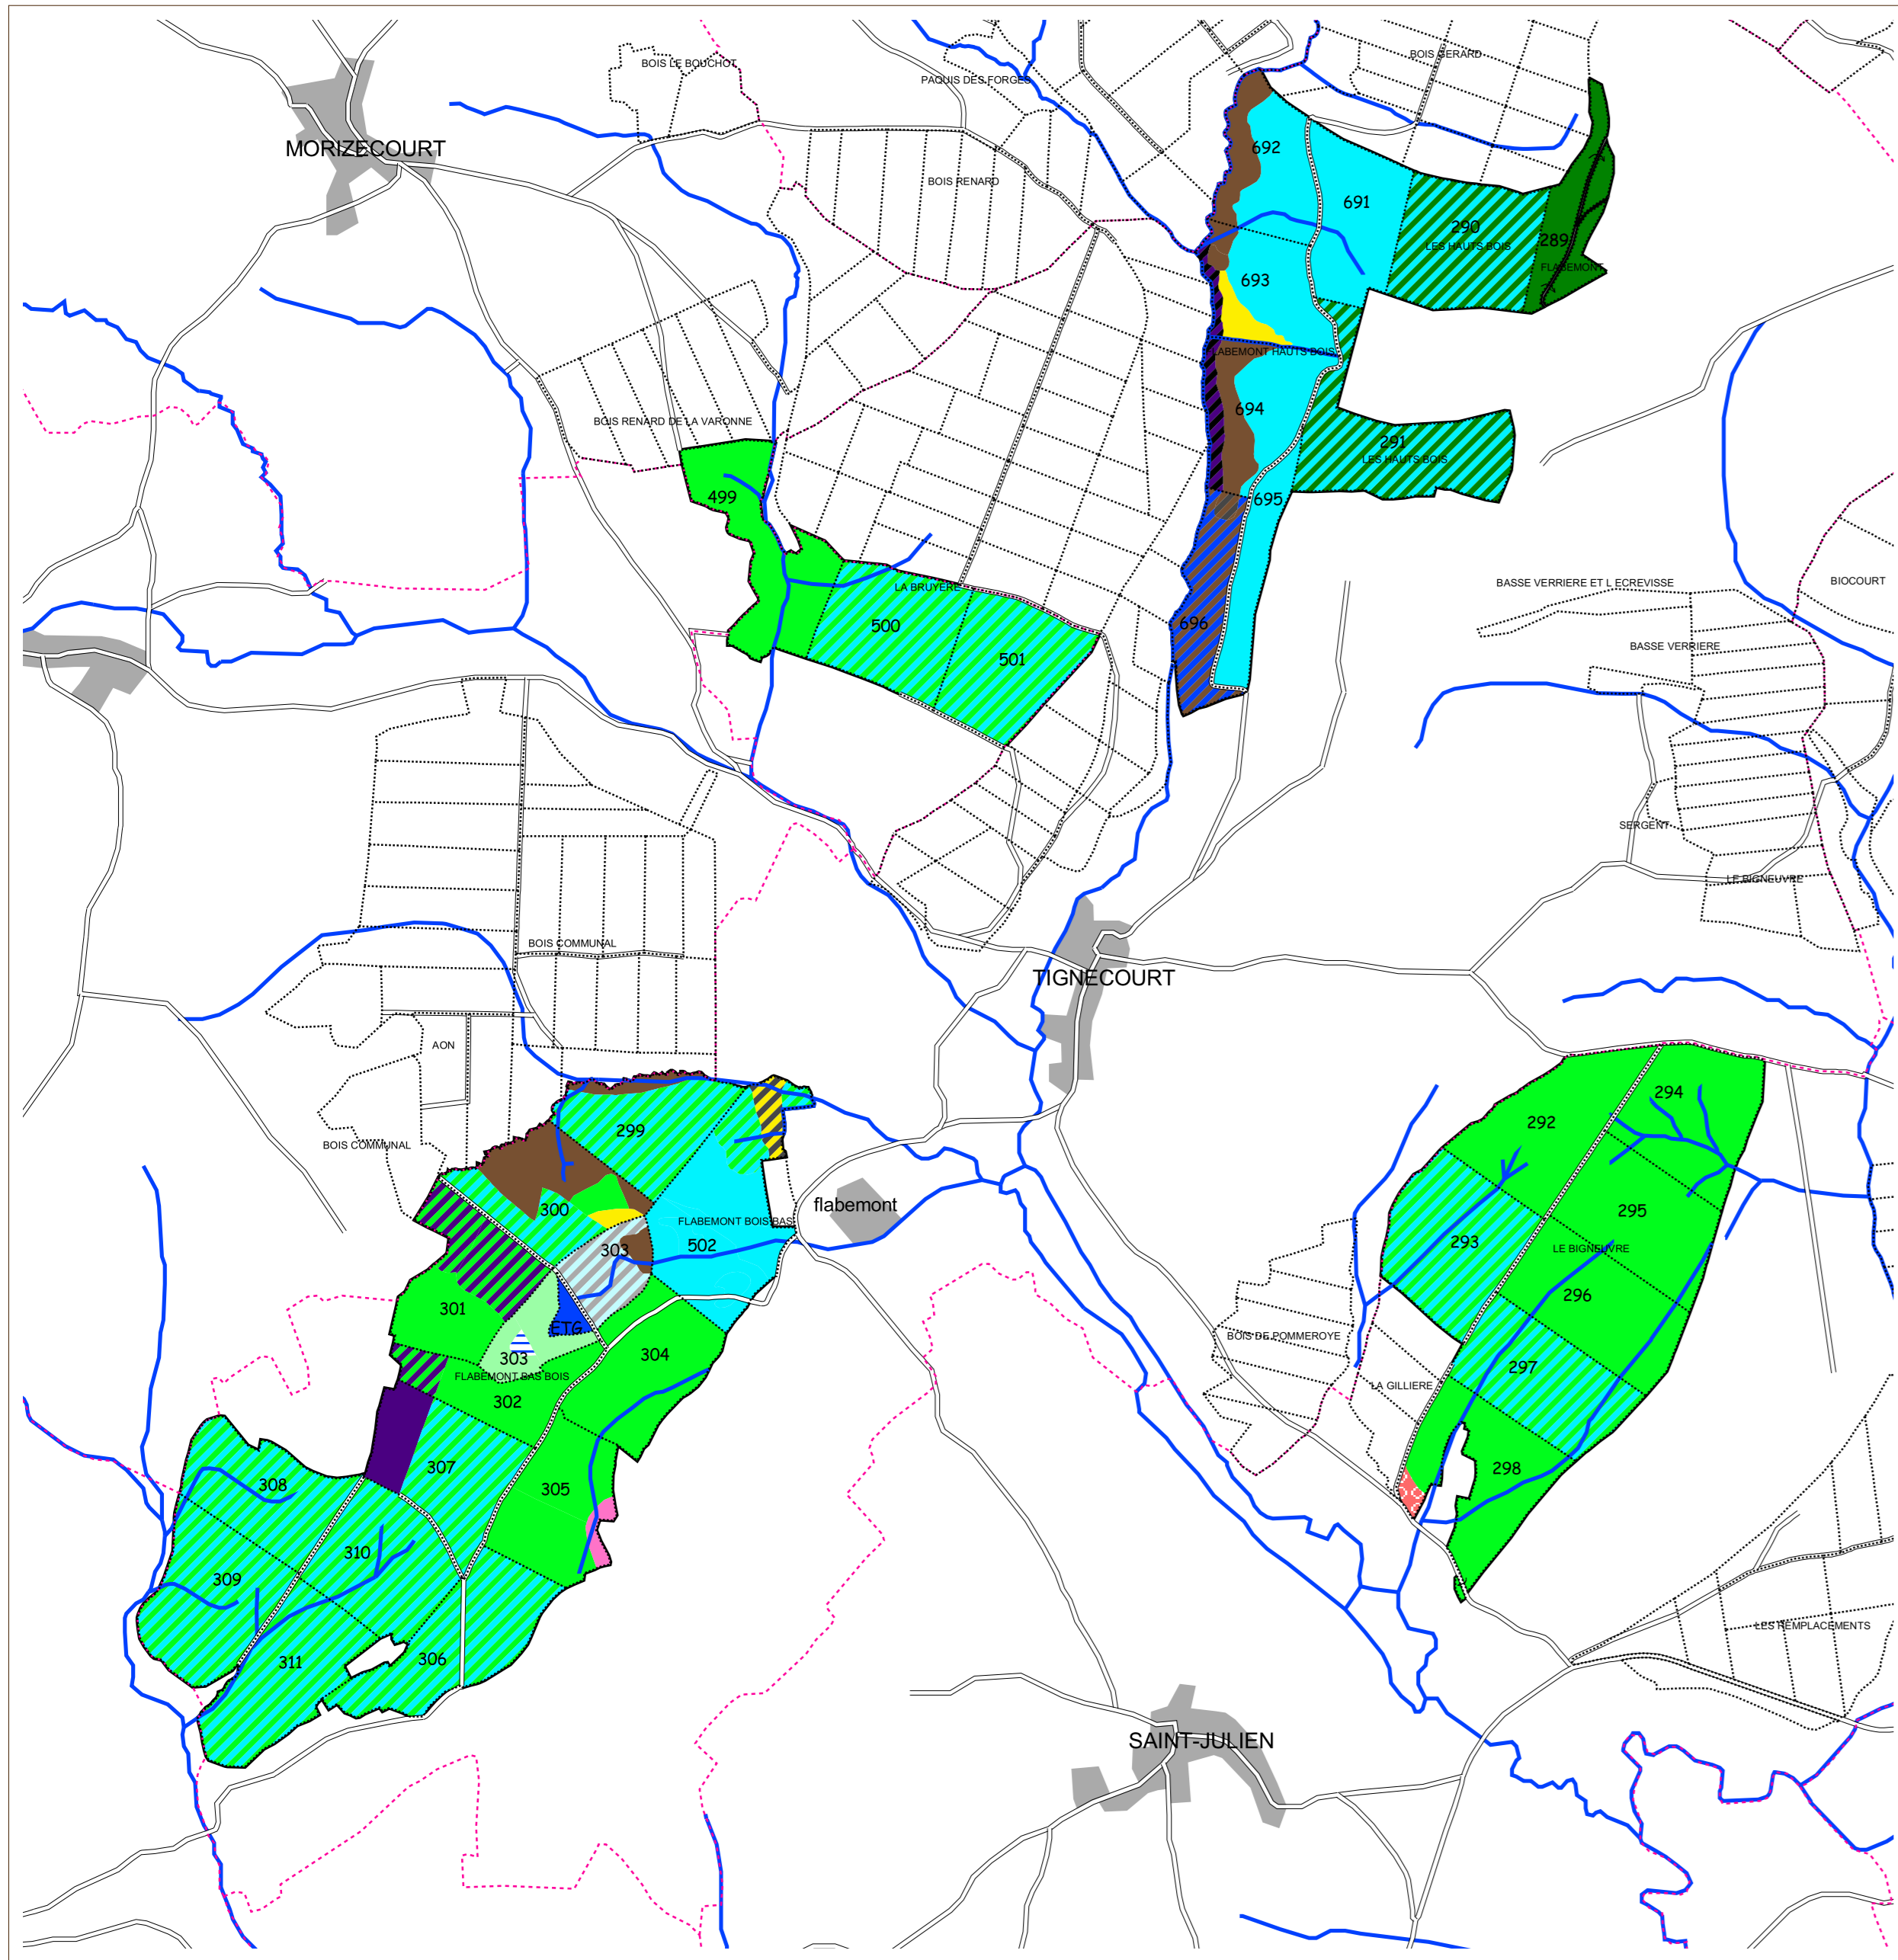 BOIS GERARD
BOIS LE BOUCHOT
PAQUIS DES FORGES
MORIZECOURT
692
BOIS RENARD
691
290
LES HAUTS BOIS
289
FLABEMONT
693
LABEMONT HAUTS BOIS
694
BOIS RENARD DE LA VARONNE
291
LES HAUTS BOIS
499
695
LA BRUYERE
BASSE VERRIERE ET L ECREVISSE
BIOCOURT
500
696
501
BASSE VERRIERE
SERGENT
LE BIGNEUVRE
BOIS COMMUNAL
TIGNECOURT
AON
299
292
294
BOIS COMMUNAL
300
flabemont
295
FLABEMONT BOIS BAS
502
303
293
LE BIGNEUVRE
296
301
ETG
BOIS DE POMMEROYE
303
304
297
FLABEMONT BAS BOIS
LA GILLIERE
302
307
298
308
305
310
309
LES REMPLACEMENTS
311
306
SAINT-JULIEN